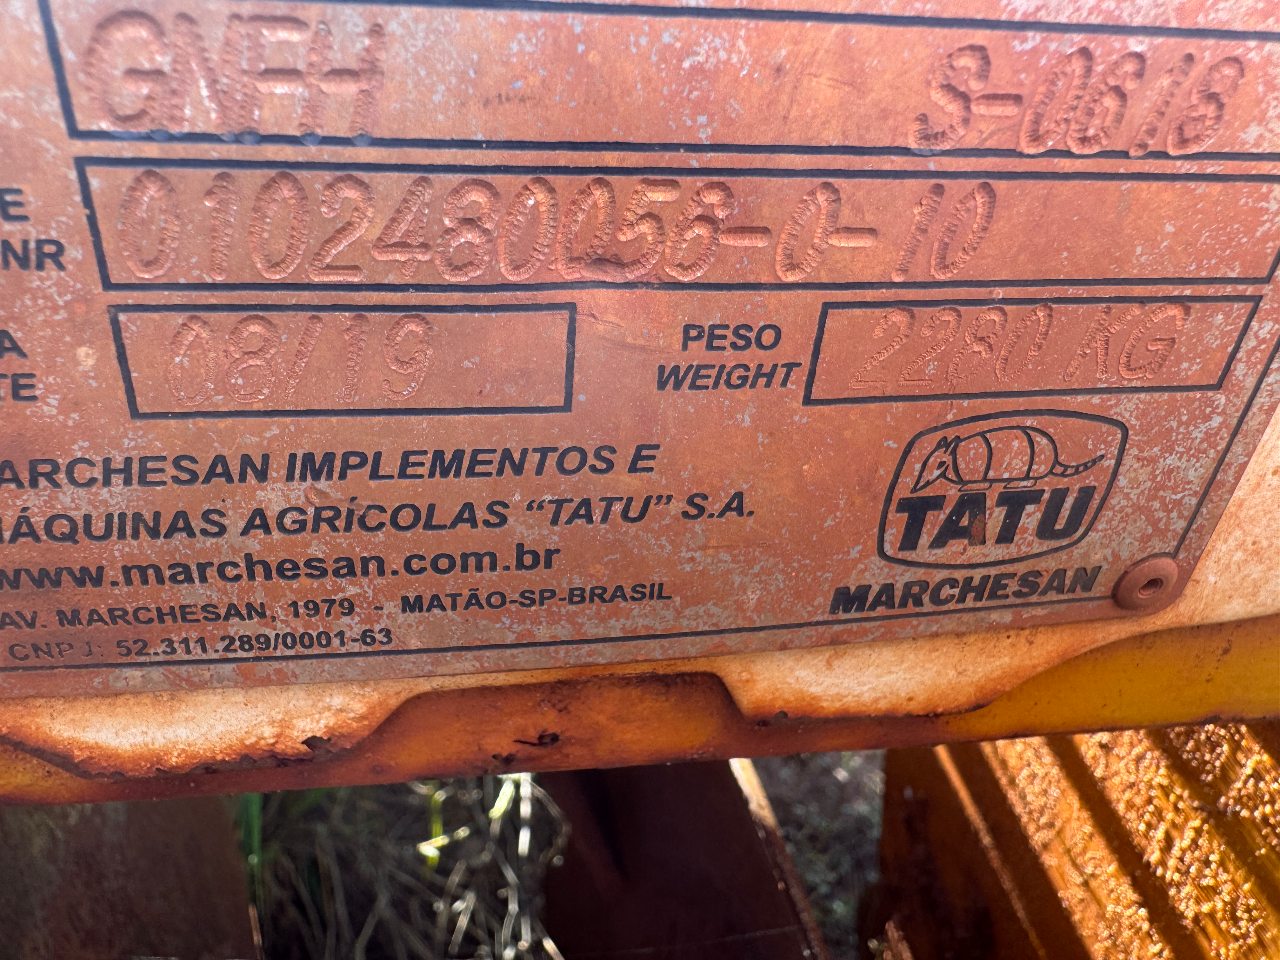 GNFH S-0618
E
NR 0102480056-0-10
A
TE 08/19
PESO
WEIGHT 2280 KG
ARCHESAN IMPLEMENTOS E
MÁQUINAS AGRÍCOLAS “TATU” S.A.
www.marchesan.com.br
AV. MARCHESAN, 1979 - MATÃO-SP-BRASIL
CNPJ: 52.311.289/0001-63
TATU
MARCHESAN